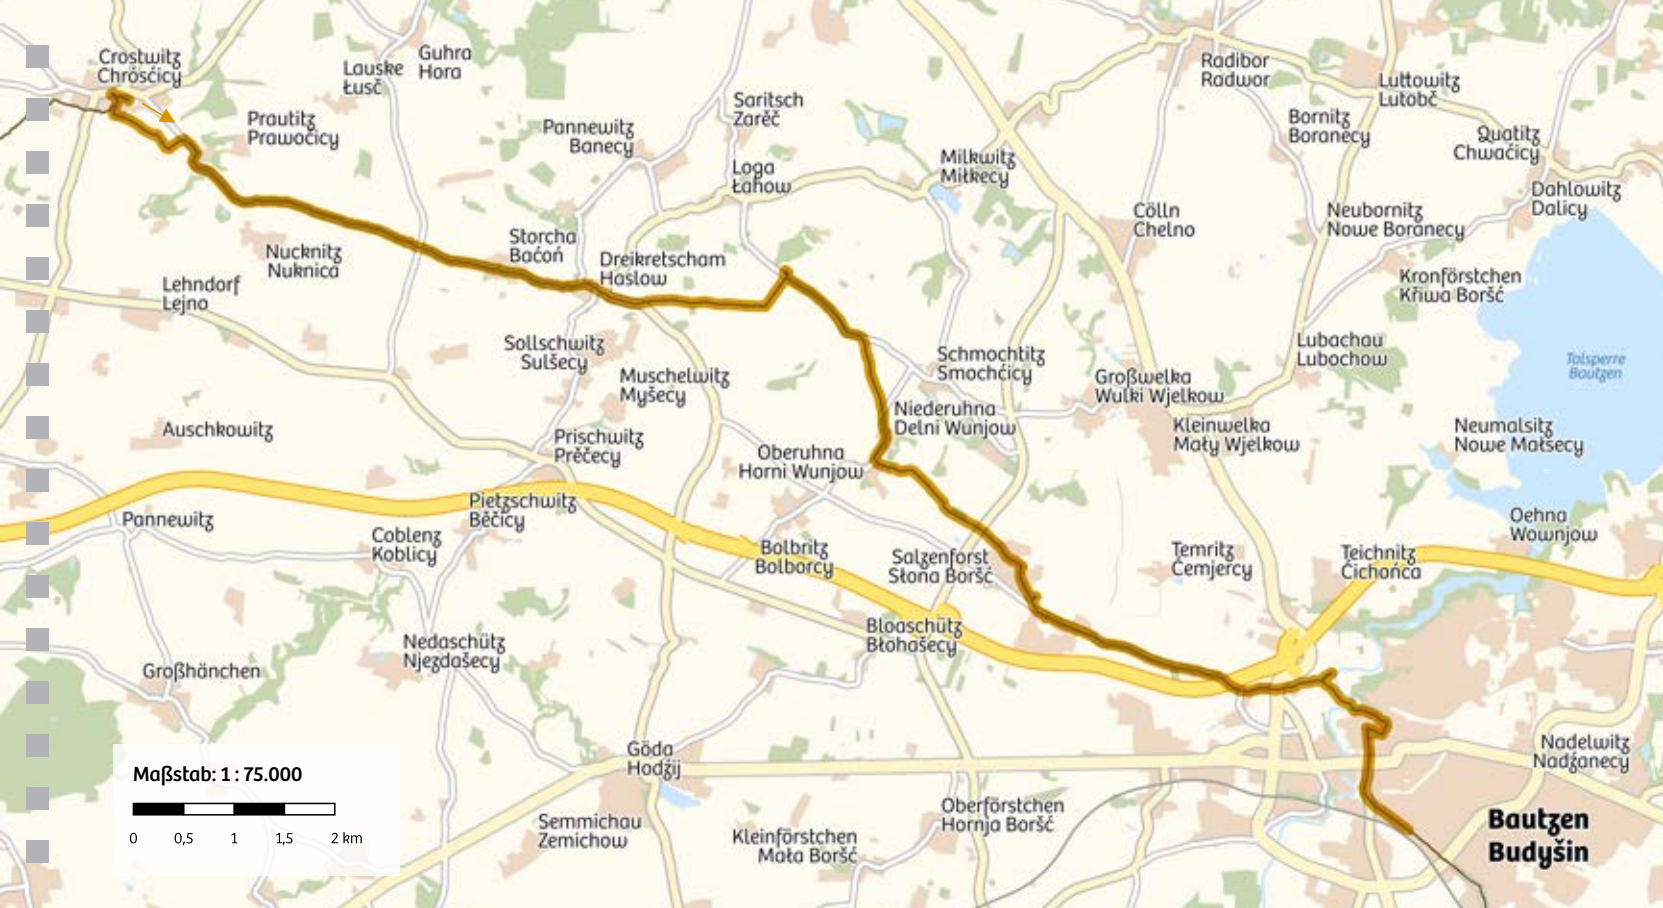 Crostwitz
Chrósćicy
Guhra
Hora
Lauske
Łusč
Radibor
Radwor
Luttowitz
Lutobč
Prautitz
Prawoćicy
Pannewitz
Banecy
Saritsch
Zarěč
Bornitz
Boranecy
Quatitz
Chwaćicy
Loga
Łahow
Milkwitz
Miłkecy
Dahlowitz
Dalicy
Cölln
Chelno
Neubornitz
Nowe Boranecy
Nucknitz
Nuknica
Storcha
Baćoń
Dreikretscham
Haslow
Kronförstchen
Křiwa Boršć
Lehndorf
Lejno
Sollschwitz
Sulšecy
Schmochtitz
Smochćicy
Lubachau
Lubochow
Talsperre
Bautzen
Muschelwitz
Myšecy
Großwelka
Wulki Wjelkow
Auschkowitz
Niederuhna
Delni Wunjow
Kleinwelka
Mały Wjelkow
Neumalsitz
Nowe Małsecy
Prischwitz
Prěčecy
Oberuhna
Horni Wunjow
Pannewitz
Pietzschwitz
Běčicy
Oehna
Wownjow
Coblenz
Koblicy
Bolbritz
Bolborcy
Salzenforst
Słona Boršć
Temritz
Čemjercy
Teichnitz
Čichońca
Bloaschütz
Błohašecy
Großhänchen
Nedaschütz
Njezdašecy
Göda
Hodźij
Nadelwitz
Nadźanecy
Maßstab: 1 : 75.000
0 0,5 1 1,5 2 km
Semmichau
Zemichow
Kleinförstchen
Mała Boršć
Oberförstchen
Hornja Boršć
Bautzen
Budyšin